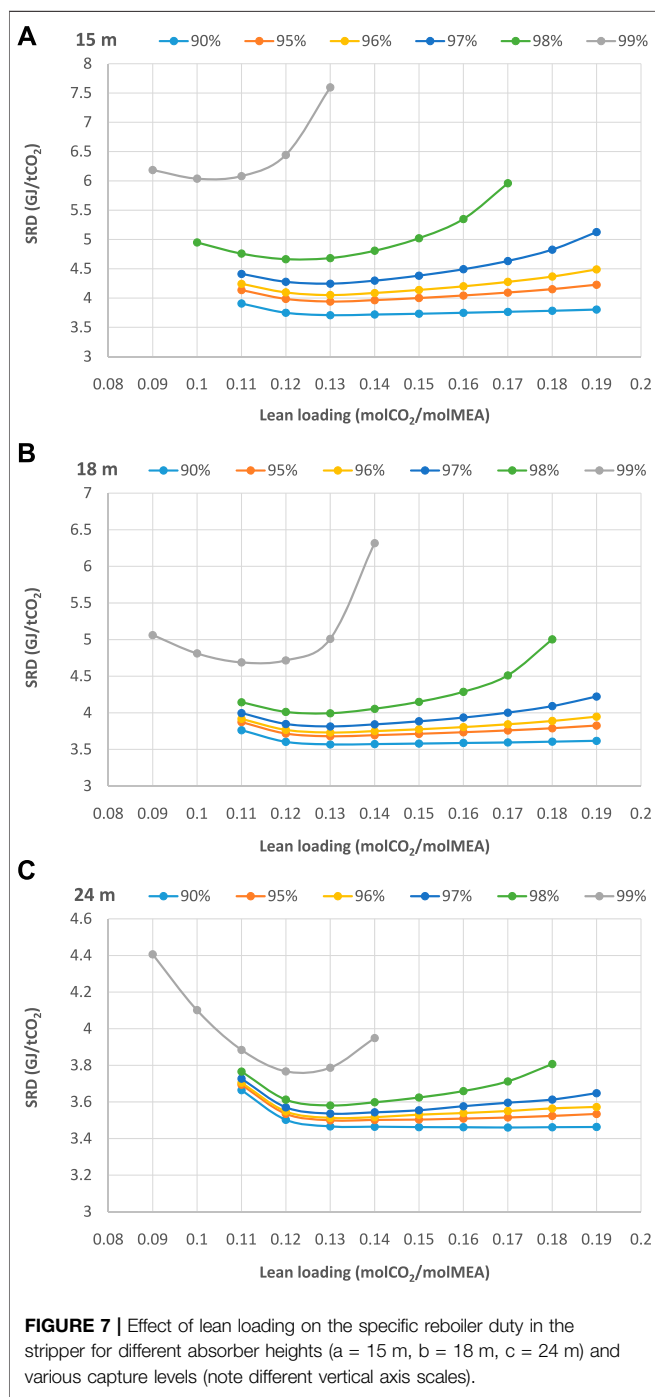 A
15 m
90% 95% 96% 97% 98% 99%
8
7.5
7
6.5
6
5.5
5
4.5
4
3.5
3
SRD (GJ/tCO₂)
0.08 0.09 0.1 0.11 0.12 0.13 0.14 0.15 0.16 0.17 0.18 0.19 0.2
Lean loading (molCO₂/molMEA)
B
18 m
90% 95% 96% 97% 98% 99%
7
6.5
6
5.5
5
4.5
4
3.5
3
SRD (GJ/tCO₂)
0.08 0.09 0.1 0.11 0.12 0.13 0.14 0.15 0.16 0.17 0.18 0.19 0.2
Lean loading (molCO₂/molMEA)
C
24 m
90% 95% 96% 97% 98% 99%
4.6
4.4
4.2
4
3.8
3.6
3.4
3.2
3
SRD (GJ/tCO₂)
0.08 0.09 0.1 0.11 0.12 0.13 0.14 0.15 0.16 0.17 0.18 0.19 0.2
Lean loading (molCO₂/molMEA)
FIGURE 7 | Effect of lean loading on the specific reboiler duty in the
stripper for different absorber heights (a = 15 m, b = 18 m, c = 24 m) and
various capture levels (note different vertical axis scales).